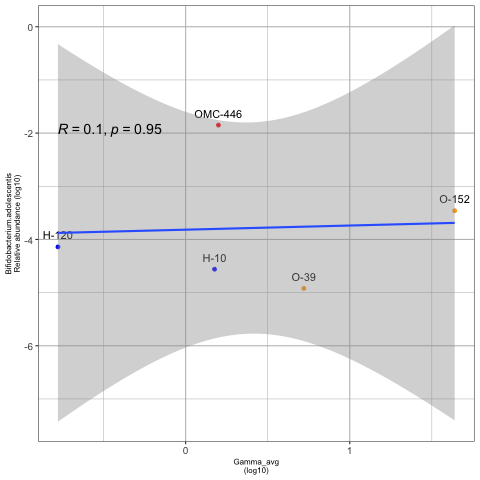 0
OMC-446
R = 0.1, p = 0.95
-2
O-152
H-120
-4
H-10
O-39
-6
Bifidobacterium.adolescentis
Relative abundance (log10)
0
1
Gamma_avg
(log10)